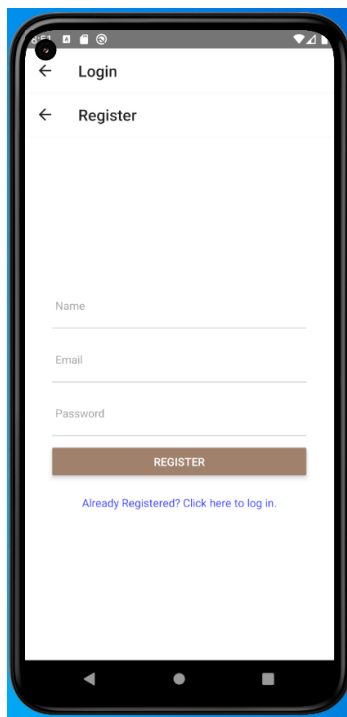 Login
Register
Name
Email
Password
REGISTER
Already Registered? Click here to log in.